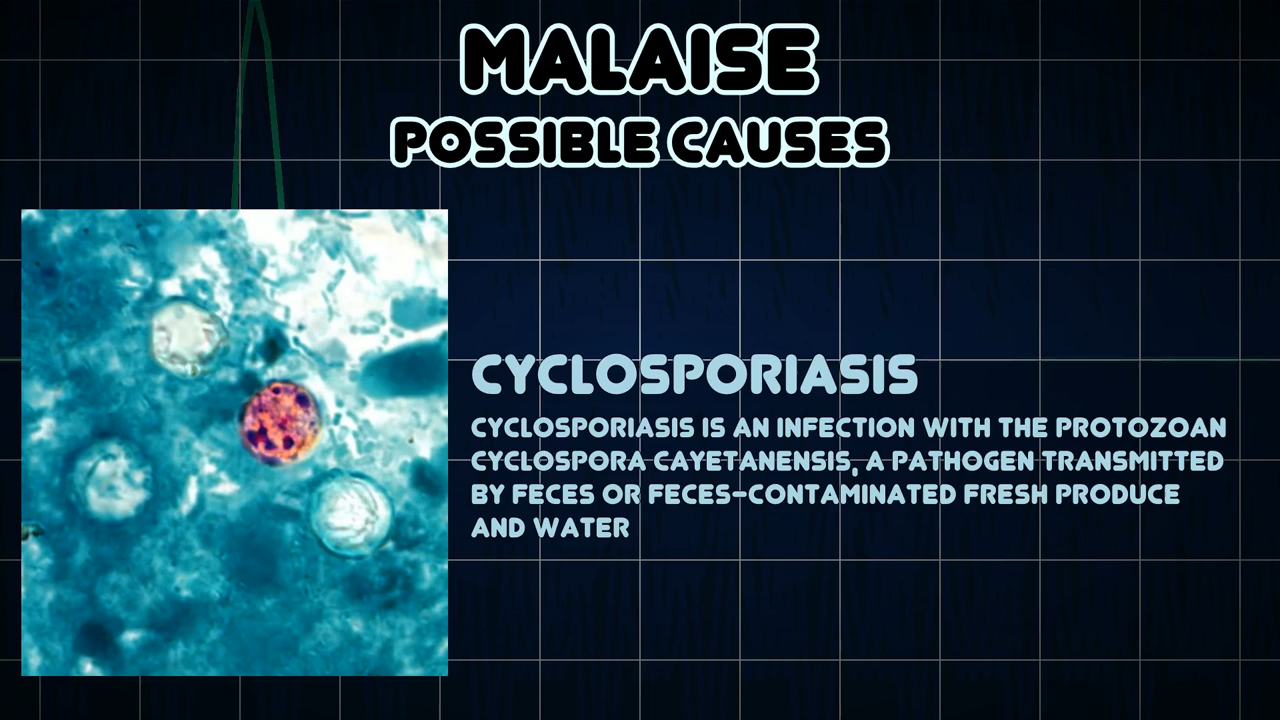 MALAISE
POSSIBLE CAUSES
CYCLOSPORIASIS
CYCLOSPORIASIS IS AN INFECTION WITH THE PROTOZOAN
CYCLOSPORA CAYETANENSIS, A PATHOGEN TRANSMITTED
BY FECES OR FECES-CONTAMINATED FRESH PRODUCE
AND WATER